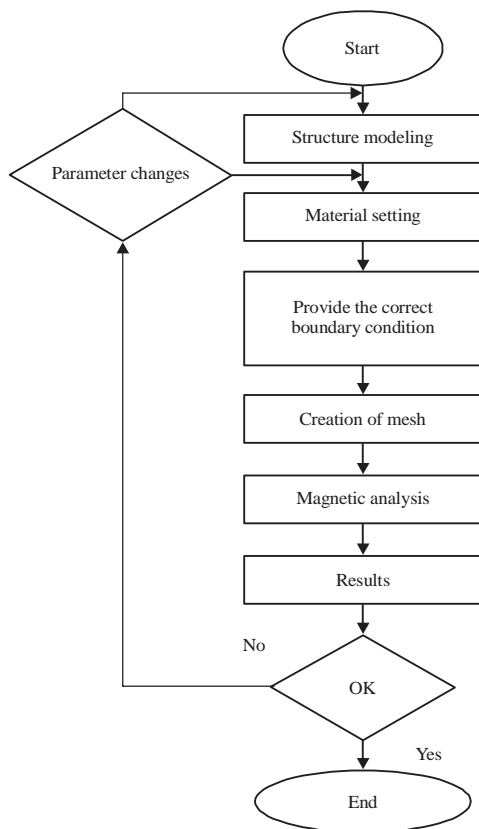 Start
Structure modeling
Parameter changes
Material setting
Provide the correct
boundary condition
Creation of mesh
Magnetic analysis
Results
No
OK
Yes
End